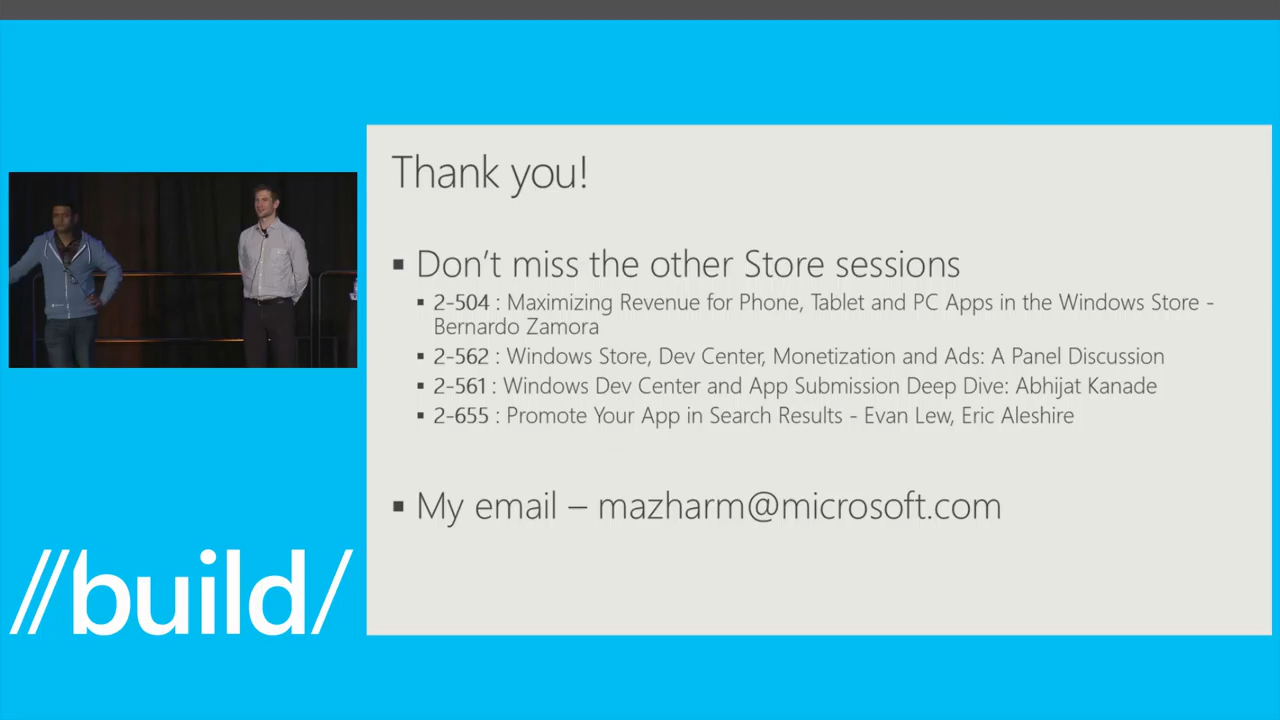 Thank you!
▪ Don't miss the other Store sessions
▪ 2-504 : Maximizing Revenue for Phone, Tablet and PC Apps in the Windows Store -
Bernardo Zamora
▪ 2-562 : Windows Store, Dev Center, Monetization and Ads: A Panel Discussion
▪ 2-561 : Windows Dev Center and App Submission Deep Dive: Abhijat Kanade
▪ 2-655 : Promote Your App in Search Results - Evan Lew, Eric Aleshire
▪ My email – mazharm@microsoft.com
//build/